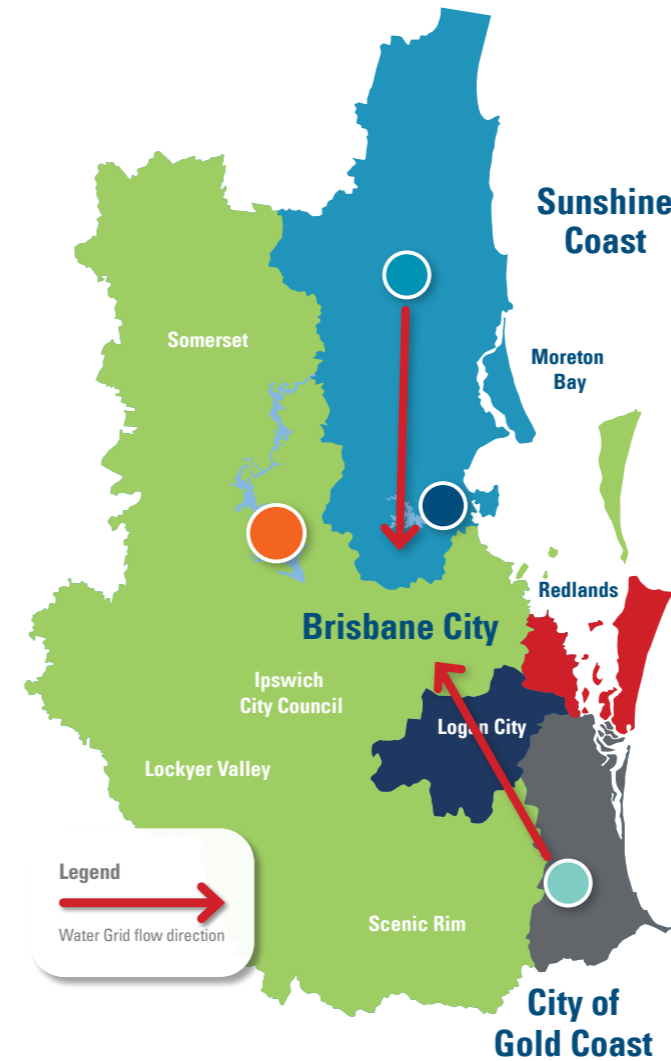 Sunshine
Coast
Somerset
Moreton
Bay
Redlands
Brisbane City
Ipswich
City Council
Logan City
Lockyer Valley
Legend
Water Grid flow direction
Scenic Rim
City of
Gold Coast